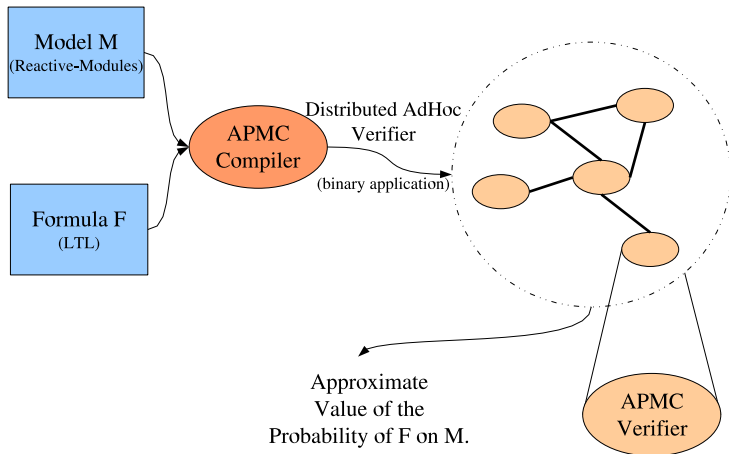 Model M
(Reactive-Modules)
Formula F
(LTL)
APMC
Compiler
Distributed AdHoc
Verifier
(binary application)
Approximate
Value of the
Probability of F on M.
APMC
Verifier